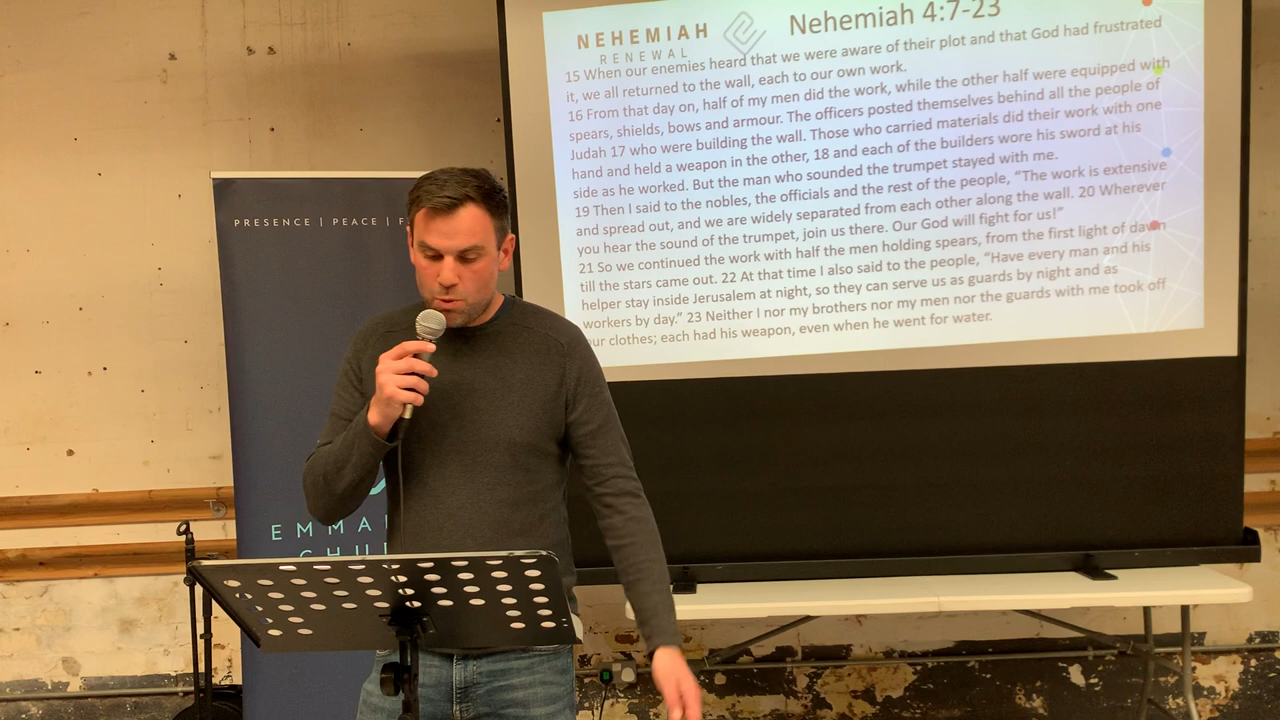 NEHEMIAH
RENEWAL
Nehemiah 4:7-23
15 When our enemies heard that we were aware of their plot and that God had frustrated
it, we all returned to the wall, each to our own work.
16 From that day on, half of my men did the work, while the other half were equipped with
spears, shields, bows and armour. The officers posted themselves behind all the people of
Judah 17 who were building the wall. Those who carried materials did their work with one
hand and held a weapon in the other, 18 and each of the builders wore his sword at his
side as he worked. But the man who sounded the trumpet stayed with me.
19 Then I said to the nobles, the officials and the rest of the people, “The work is extensive
and spread out, and we are widely separated from each other along the wall. 20 Wherever
you hear the sound of the trumpet, join us there. Our God will fight for us!”
21 So we continued the work with half the men holding spears, from the first light of dawn
till the stars came out. 22 At that time I also said to the people, “Have every man and his
helper stay inside Jerusalem at night, so they can serve us as guards by night and as
workers by day.” 23 Neither I nor my brothers nor my men nor the guards with me took off
our clothes; each had his weapon, even when he went for water.
PRESENCE | PEACE | F
EMMA
CHU